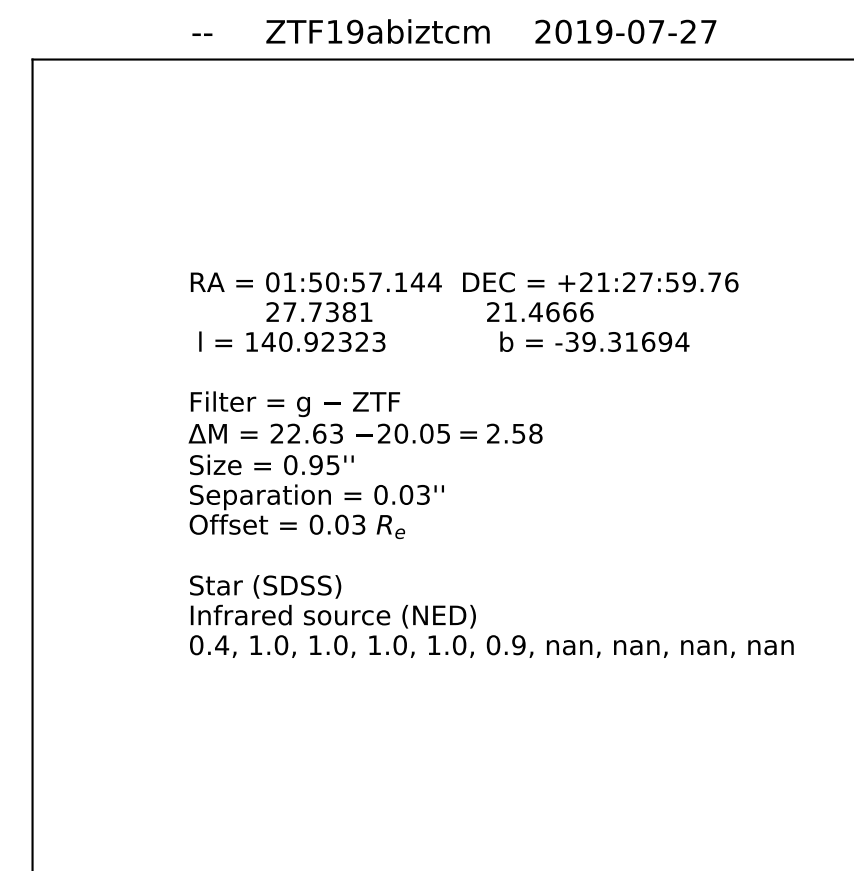 -- ZTF19abiztcm 2019-07-27
RA = 01:50:57.144 DEC = +21:27:59.76
27.7381 21.4666
l = 140.92323 b = -39.31694
Filter = g − ZTF
ΔM = 22.63 −20.05 = 2.58
Size = 0.95''
Separation = 0.03''
Offset = 0.03 Re
Star (SDSS)
Infrared source (NED)
0.4, 1.0, 1.0, 1.0, 1.0, 0.9, nan, nan, nan, nan